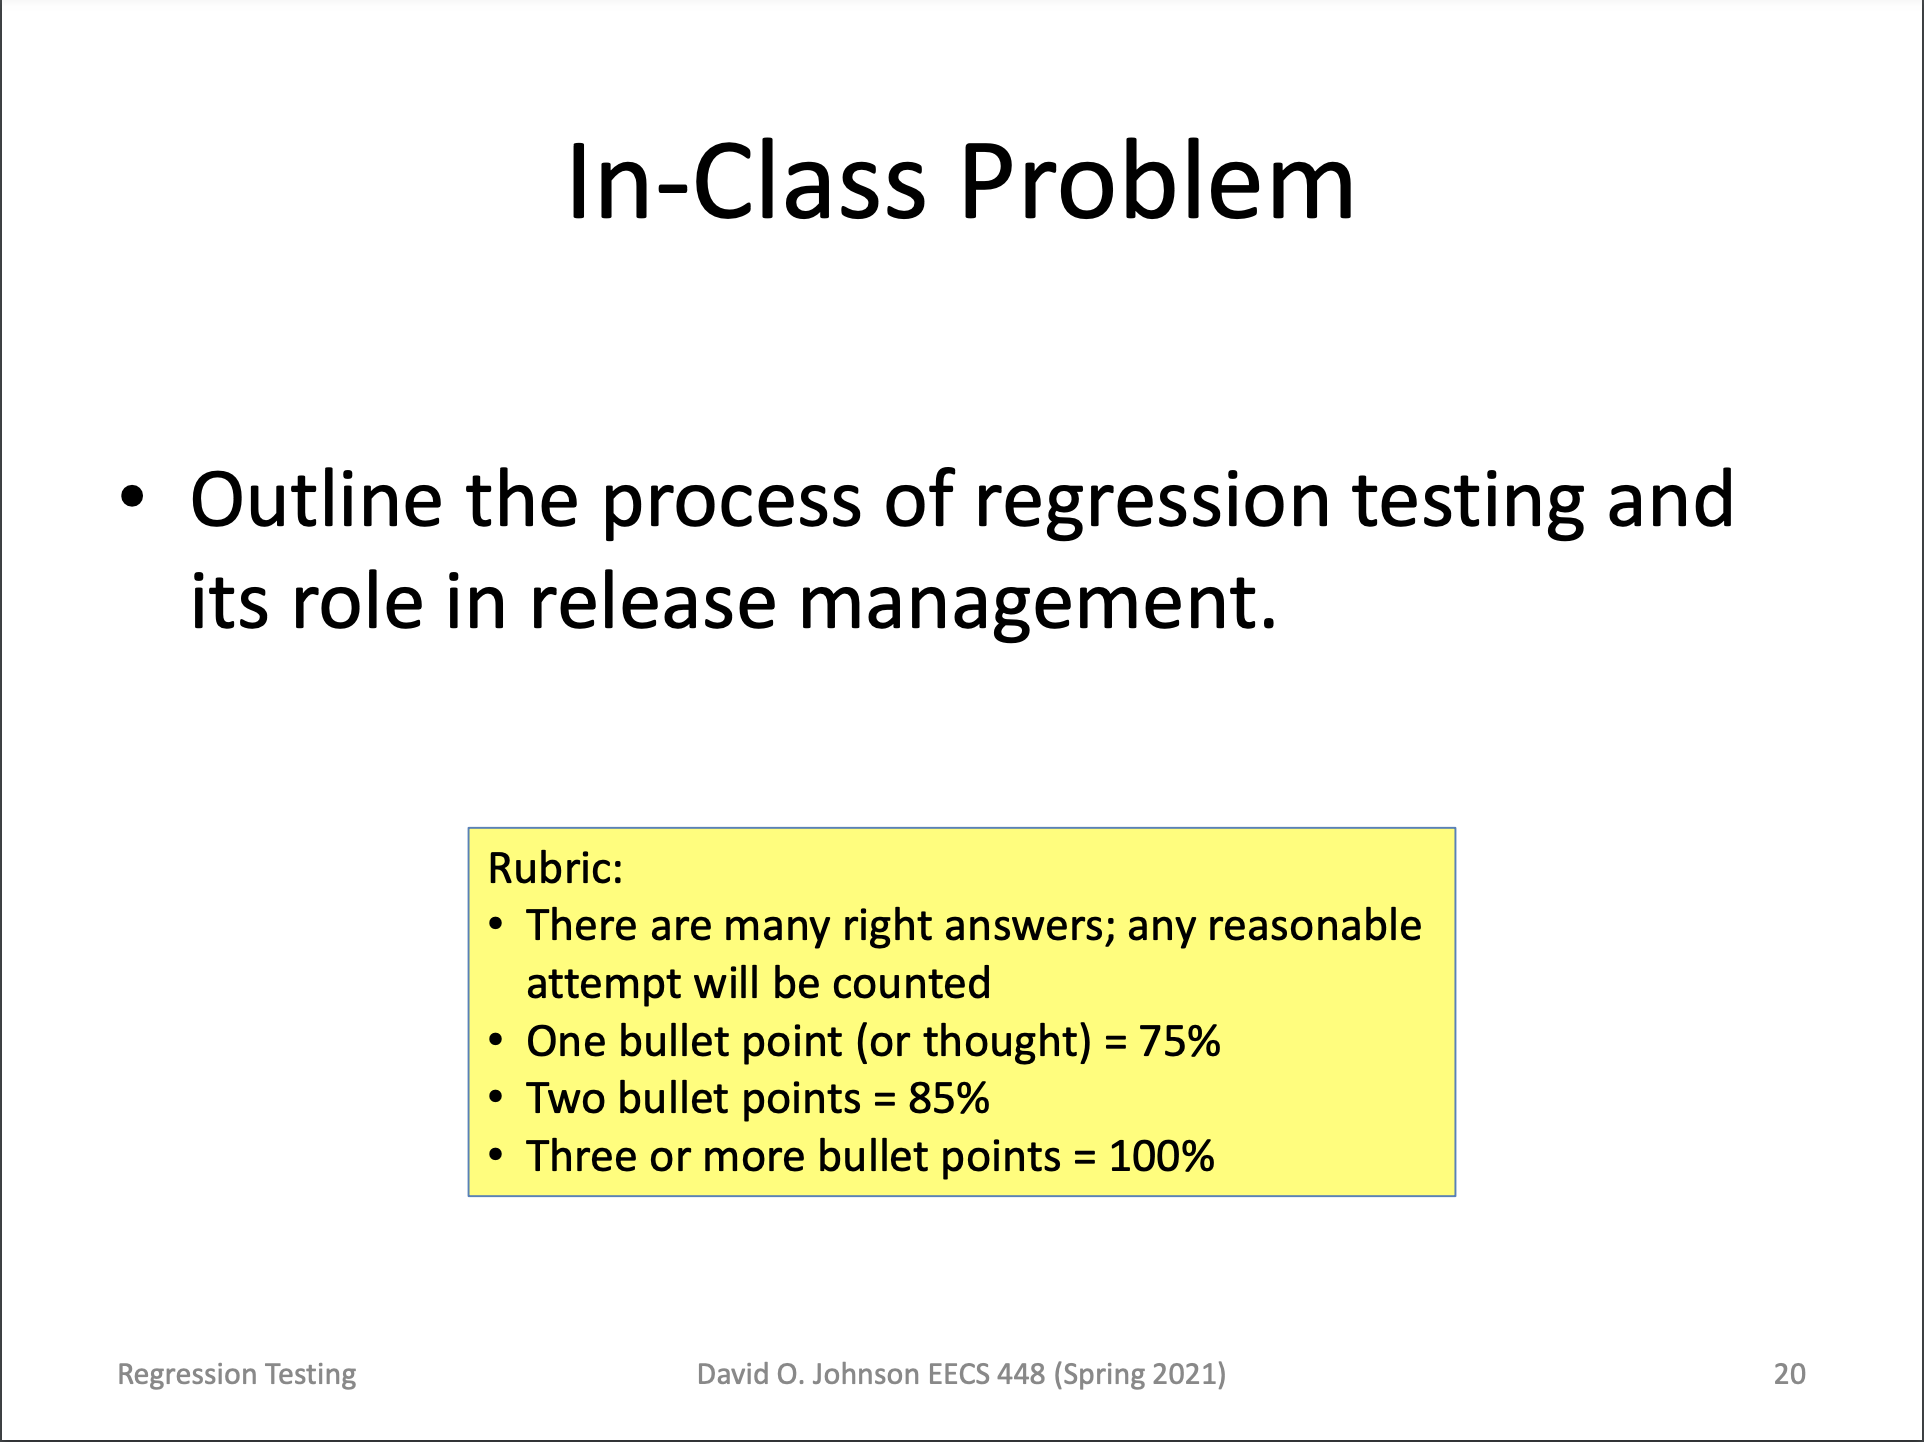 In-Class Problem
• Outline the process of regression testing and
its role in release management.
Rubric:
• There are many right answers; any reasonable
attempt will be counted
• One bullet point (or thought) = 75%
• Two bullet points = 85%
• Three or more bullet points = 100%
Regression Testing
David O. Johnson EECS 448 (Spring 2021)
20